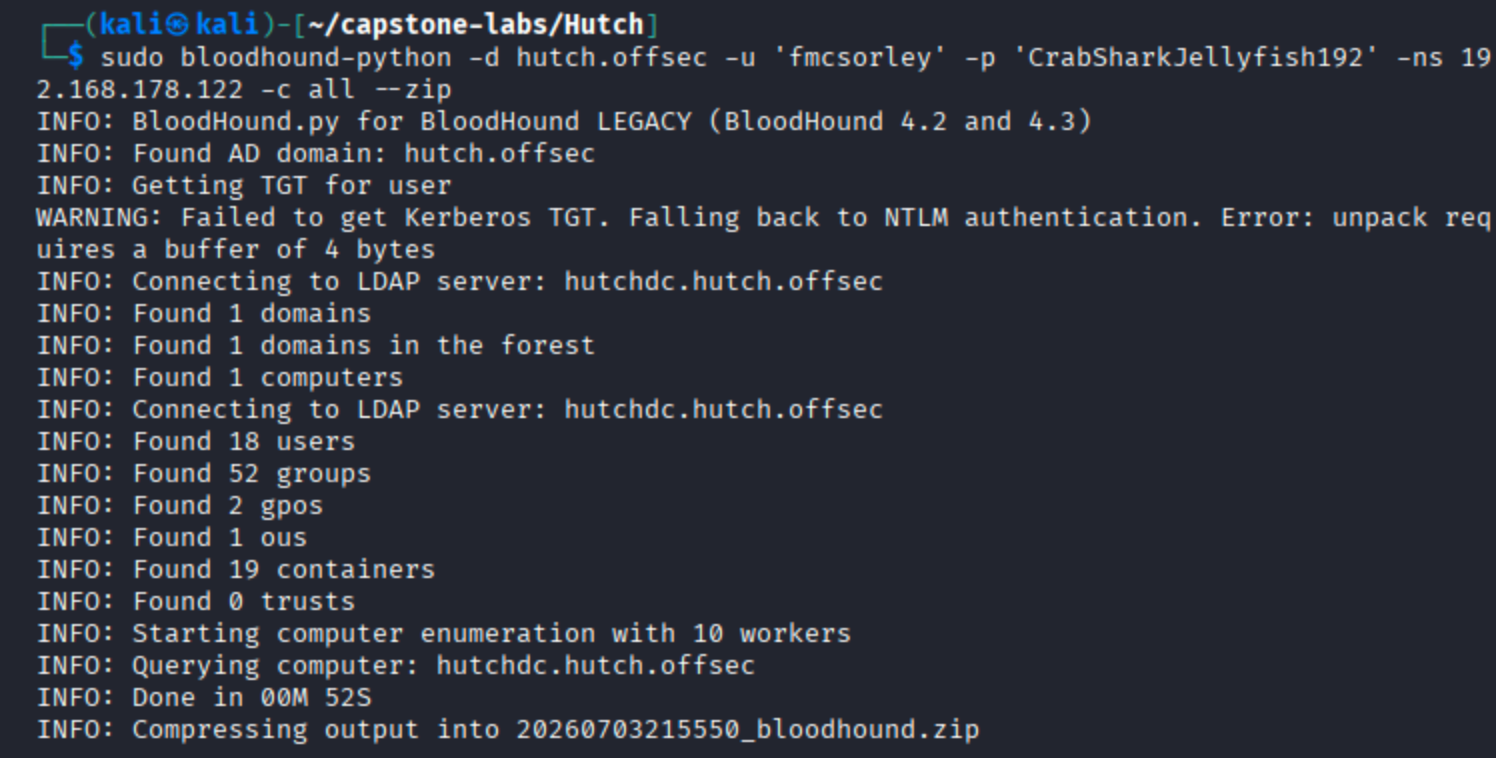 ┌──(kali㉿kali)-[~/capstone-labs/Hutch]
└─$ sudo bloodhound-python -d hutch.offsec -u 'fmcsorley' -p 'CrabSharkJellyfish192' -ns 19
2.168.178.122 -c all --zip
INFO: BloodHound.py for BloodHound LEGACY (BloodHound 4.2 and 4.3)
INFO: Found AD domain: hutch.offsec
INFO: Getting TGT for user
WARNING: Failed to get Kerberos TGT. Falling back to NTLM authentication. Error: unpack req
uires a buffer of 4 bytes
INFO: Connecting to LDAP server: hutchdc.hutch.offsec
INFO: Found 1 domains
INFO: Found 1 domains in the forest
INFO: Found 1 computers
INFO: Connecting to LDAP server: hutchdc.hutch.offsec
INFO: Found 18 users
INFO: Found 52 groups
INFO: Found 2 gpos
INFO: Found 1 ous
INFO: Found 19 containers
INFO: Found 0 trusts
INFO: Starting computer enumeration with 10 workers
INFO: Querying computer: hutchdc.hutch.offsec
INFO: Done in 00M 52S
INFO: Compressing output into 20260703215550_bloodhound.zip